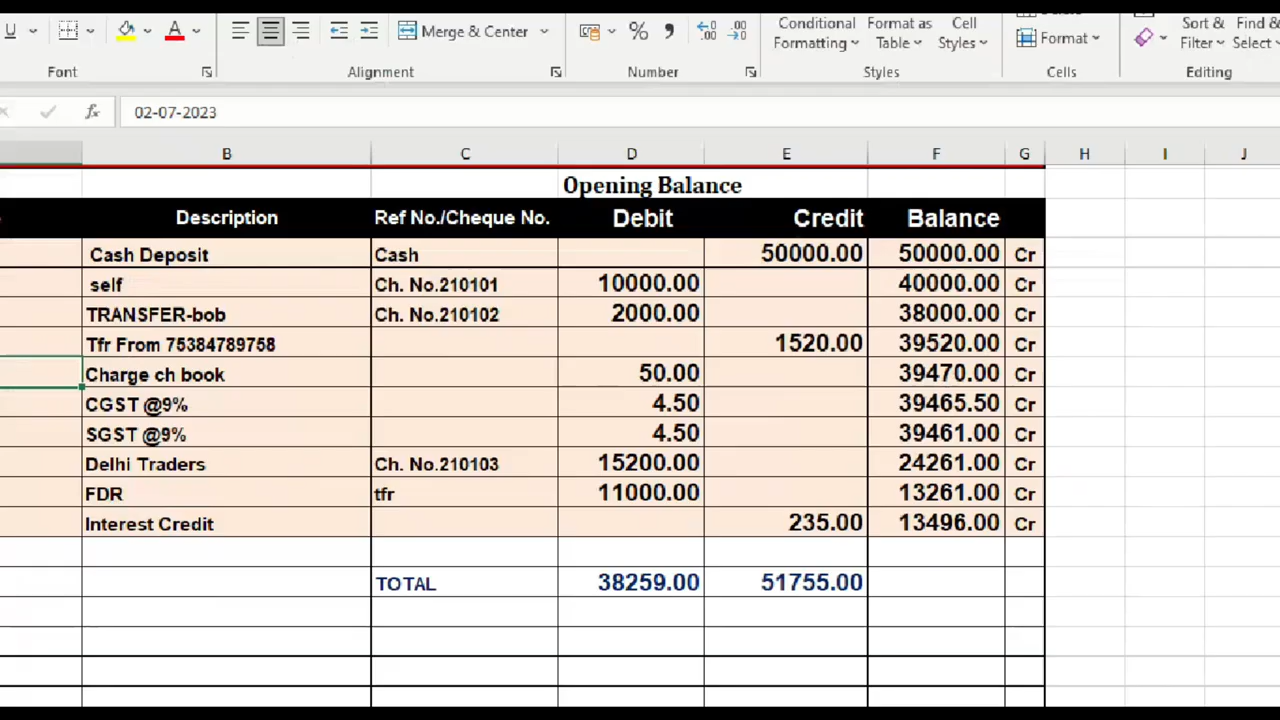 U
Merge & Center
%
Conditional Format as Cell
Formatting Table Styles
Format
Sort & Find &
Filter Select
Font Alignment Number Styles Cells Editing
fx 02-07-2023
B C D E F G H I J
Opening Balance
Description Ref No./Cheque No. Debit Credit Balance
Cash Deposit Cash 50000.00 50000.00 Cr
self Ch. No.210101 10000.00 40000.00 Cr
TRANSFER-bob Ch. No.210102 2000.00 38000.00 Cr
Tfr From 75384789758 1520.00 39520.00 Cr
Charge ch book 50.00 39470.00 Cr
CGST @9% 4.50 39465.50 Cr
SGST @9% 4.50 39461.00 Cr
Delhi Traders Ch. No.210103 15200.00 24261.00 Cr
FDR tfr 11000.00 13261.00 Cr
Interest Credit 235.00 13496.00 Cr
TOTAL 38259.00 51755.00